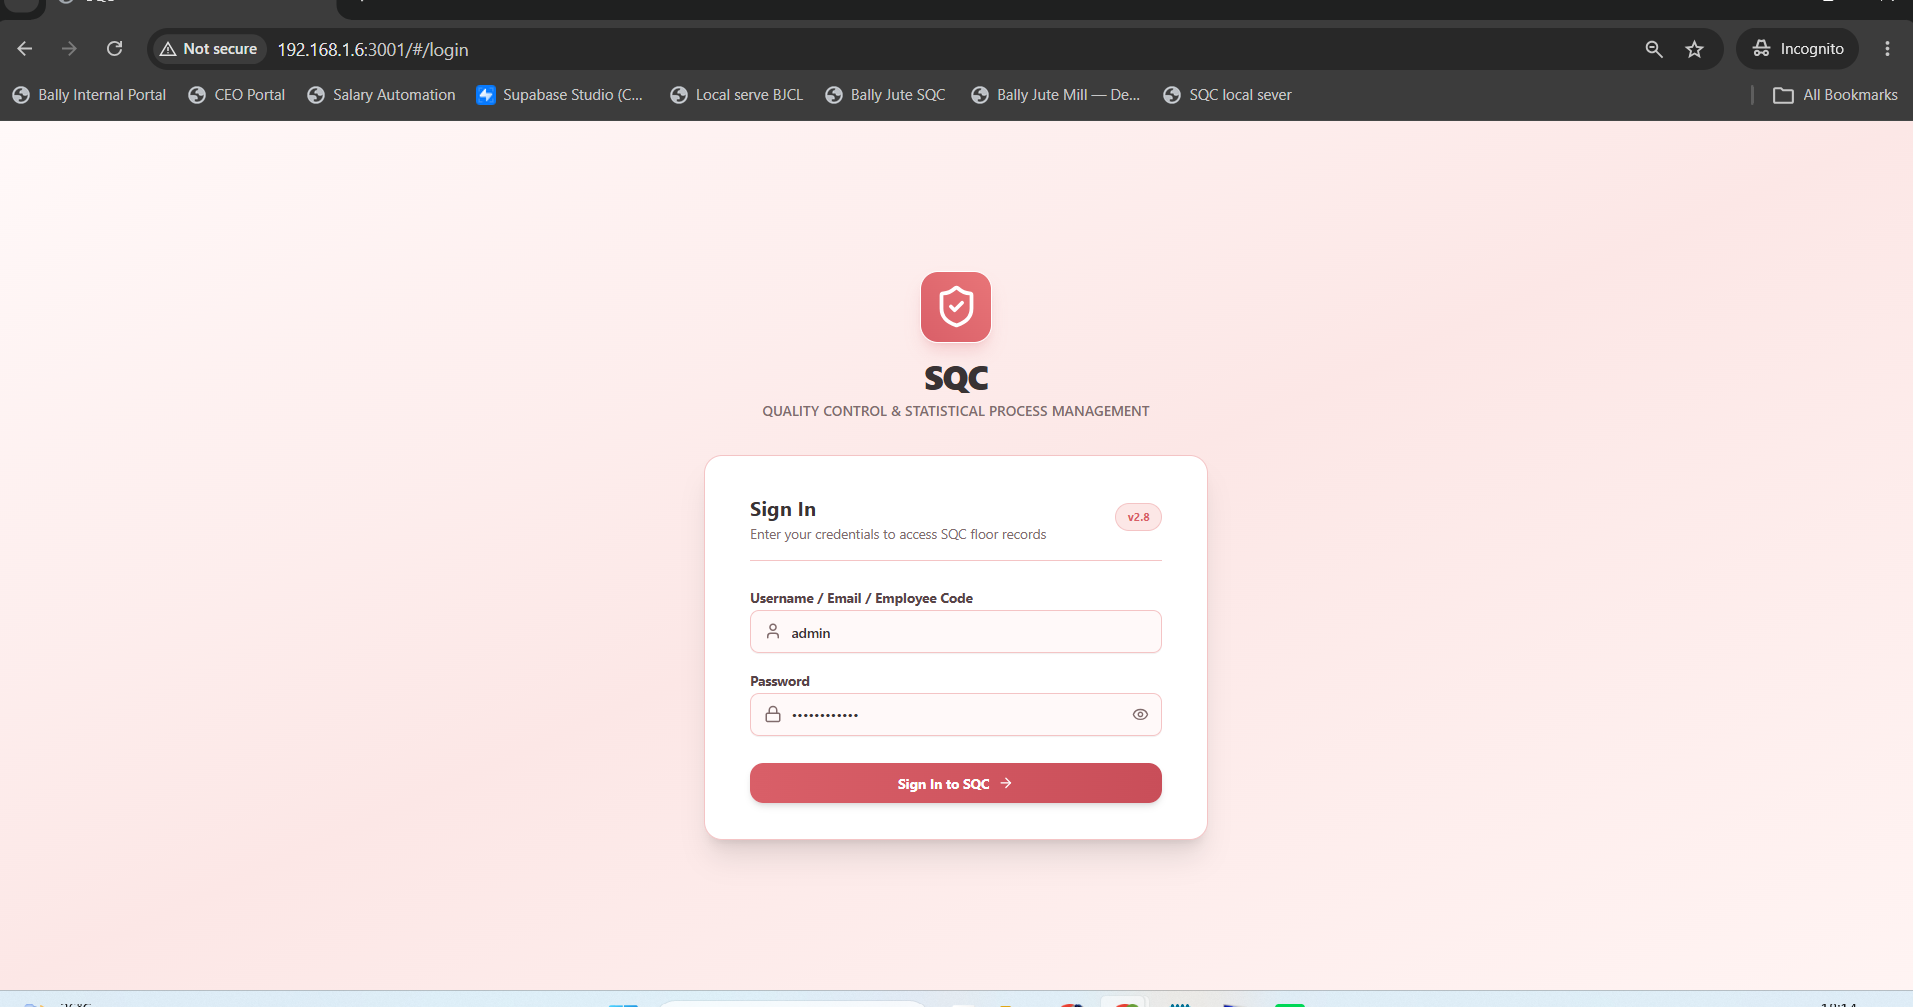 Not secure
192.168.1.6:3001/#/login
Incognito
Bally Internal Portal
CEO Portal
Salary Automation
Supabase Studio (C...
Local serve BJCL
Bally Jute SQC
Bally Jute Mill — De...
SQC local sever
All Bookmarks
SQC
QUALITY CONTROL & STATISTICAL PROCESS MANAGEMENT
Sign In
v2.8
Enter your credentials to access SQC floor records
Username / Email / Employee Code
admin
Password
••••••••••••
Sign In to SQC →